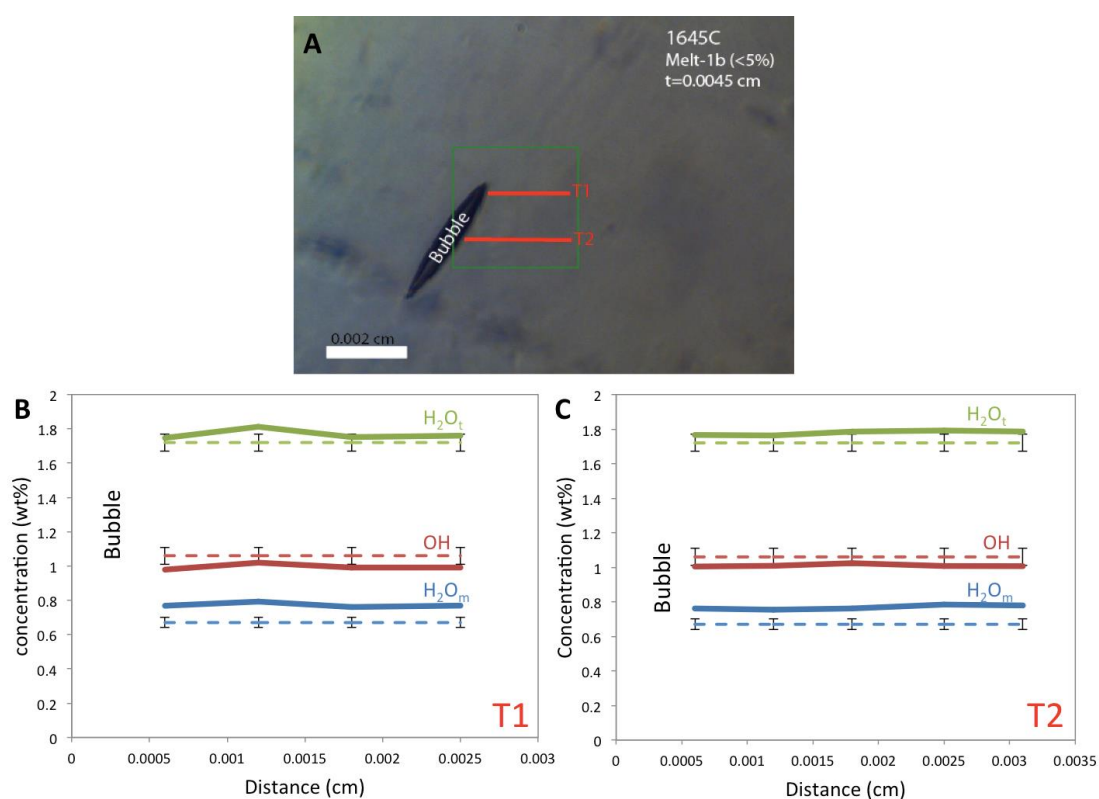 A
1645C
Melt-1b (<5%)
t=0.0045 cm
T1
T2
Bubble
0.002 cm
B
2
1.8
1.6
1.4
1.2
1
0.8
0.6
0.4
0.2
0
concentration (wt%)
Bubble
H₂Oₜ
OH
H₂Oₘ
T1
0
0.0005
0.001
0.0015
0.002
0.0025
0.003
Distance (cm)
C
2
1.8
1.6
1.4
1.2
1
0.8
0.6
0.4
0.2
0
Concentration (wt%)
Bubble
H₂Oₜ
OH
H₂Oₘ
T2
0
0.0005
0.001
0.0015
0.002
0.0025
0.003
0.0035
Distance (cm)